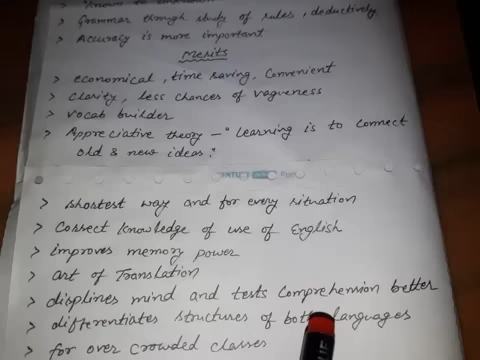 > Grammar through study of rules, deductively
> Accuracy is more important
Merits
> economical, time saving, Convenient
> Clarity, less chances of vagueness
> Vocab builder
> Appreciative theory - "Learning is to connect
old & new ideas."
> Shortest way and for every situation
> Correct knowledge of use of English
> improves memory power
> art of Translation
> displines mind and tests Comprehension better
> differentiates structures of both languages
> for over crowded classes